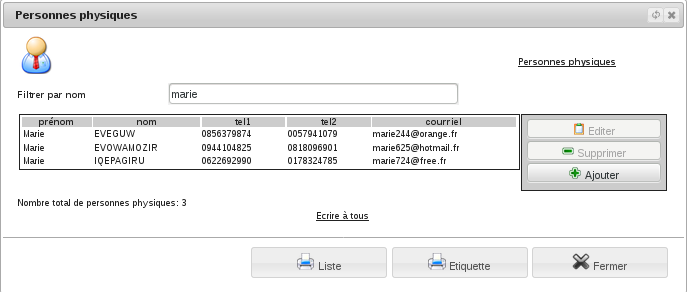 Personnes physiques
Personnes physiques
Filtrer par nom marie
prénom nom tel1 tel2 courriel
Marie EVEGUW 0856379874 0057941079 marie244@orange.fr
Marie EVOWAMOZIR 0944104825 0818096901 marie625@hotmail.fr
Marie IQEPAGIRU 0622692990 0178324785 marie724@free.fr
Editer
Supprimer
Ajouter
Nombre total de personnes physiques: 3
Ecrire à tous
Liste Etiquette Fermer